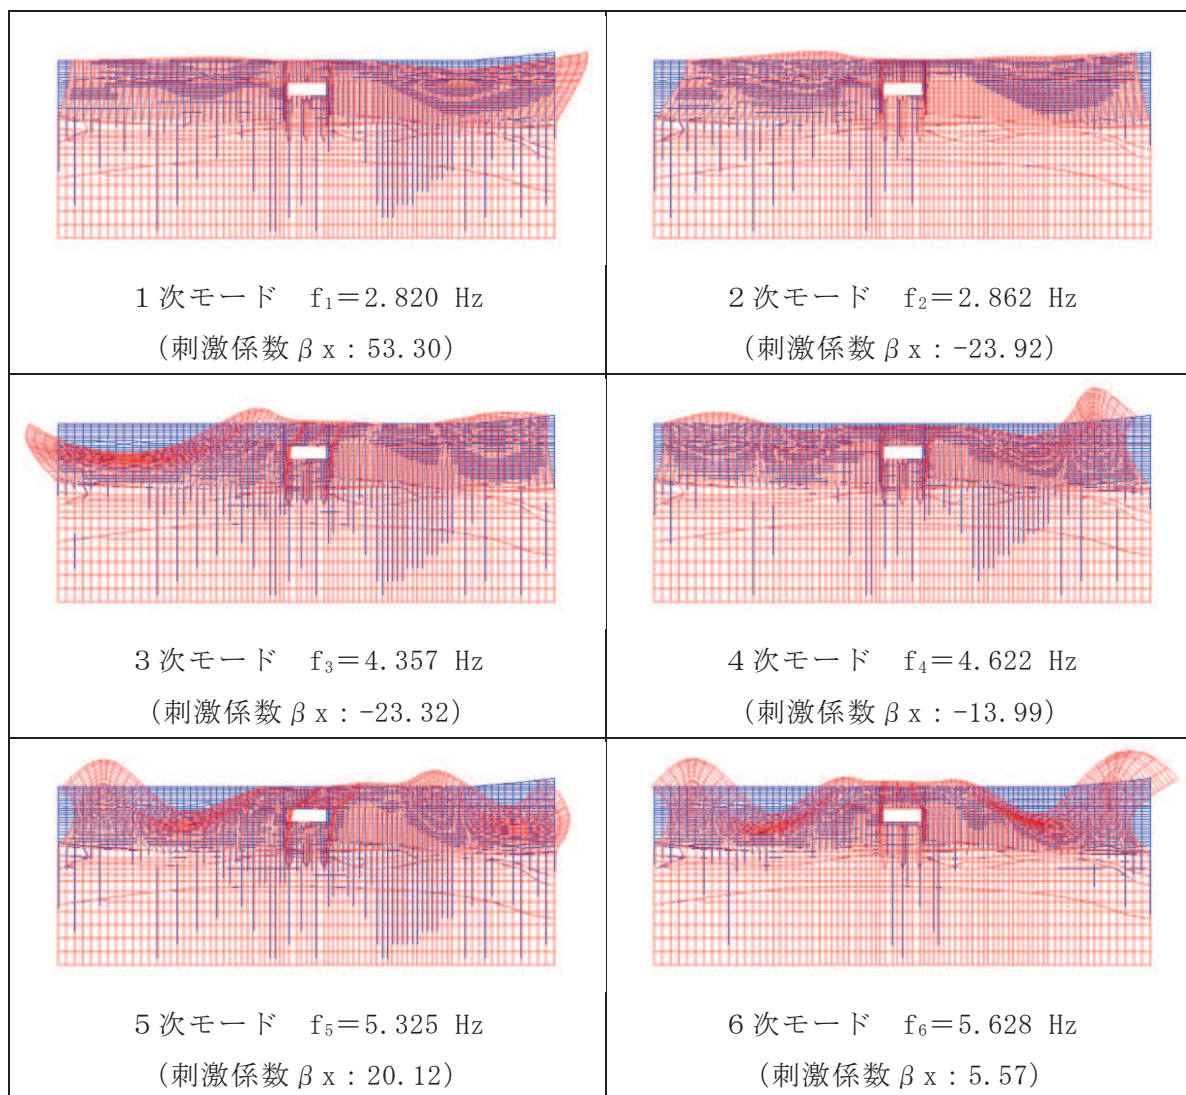 1次モード f₁＝2.820 Hz
(刺激係数βx：53.30)
2次モード f₂＝2.862 Hz
(刺激係数βx：-23.92)
3次モード f₃＝4.357 Hz
(刺激係数βx：-23.32)
4次モード f₄＝4.622 Hz
(刺激係数βx：-13.99)
5次モード f₅＝5.325 Hz
(刺激係数βx：20.12)
6次モード f₆＝5.628 Hz
(刺激係数βx：5.57)